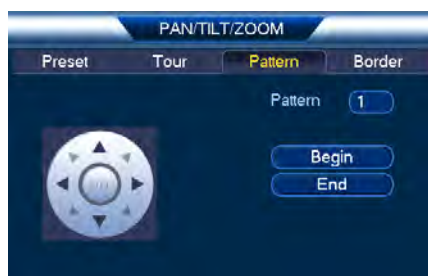 PAN/TILT/ZOOM
Preset Tour Pattern Border
Pattern 1
Begin
End